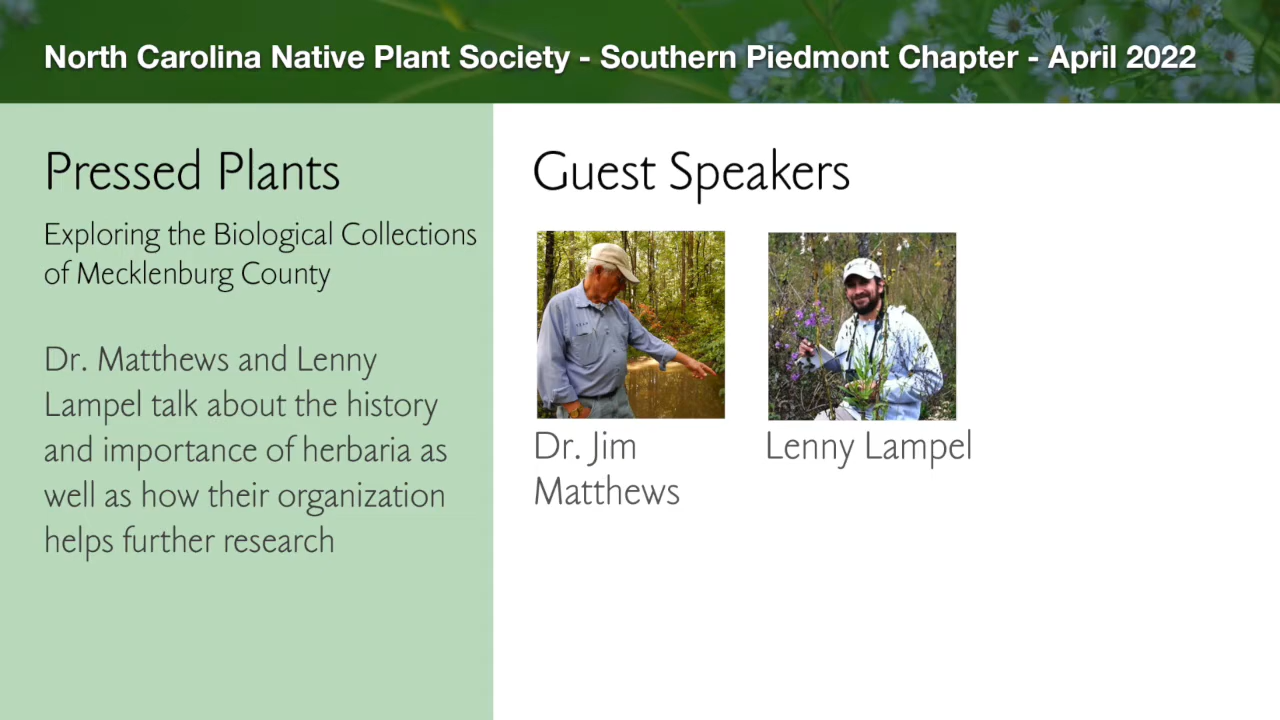 North Carolina Native Plant Society - Southern Piedmont Chapter - April 2022
Pressed Plants
Exploring the Biological Collections
of Mecklenburg County
Dr. Matthews and Lenny
Lampel talk about the history
and importance of herbaria as
well as how their organization
helps further research
Guest Speakers
Dr. Jim
Matthews
Lenny Lampel